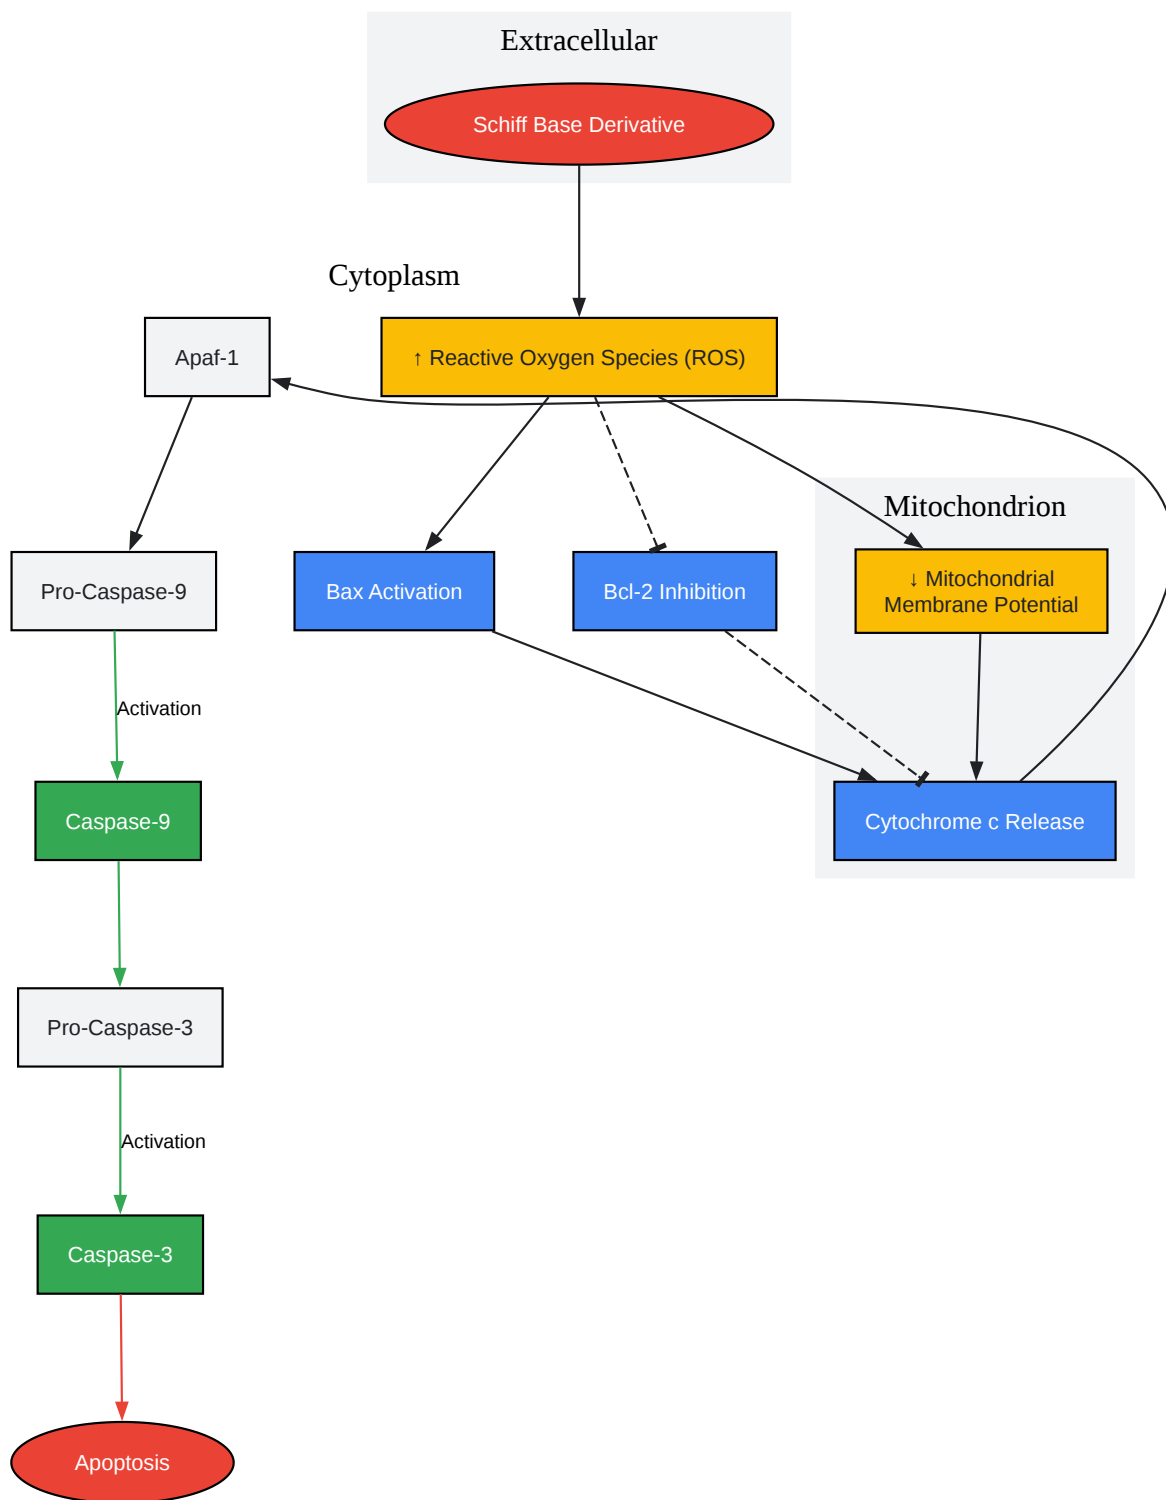 Extracellular
Schiff Base Derivative
Cytoplasm
Apaf-1
↑ Reactive Oxygen Species (ROS)
Mitochondrion
Pro-Caspase-9
Bax Activation
Bcl-2 Inhibition
↓ Mitochondrial
Membrane Potential
Activation
Caspase-9
Cytochrome c Release
Pro-Caspase-3
Activation
Caspase-3
Apoptosis